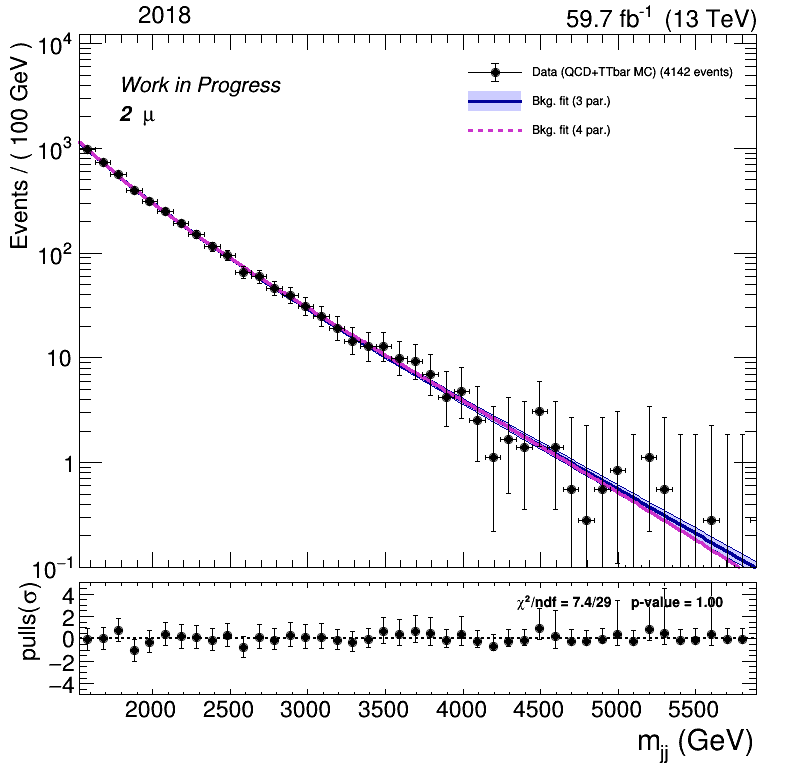 2018
59.7 fb⁻¹ (13 TeV)
Events / ( 100 GeV )
10⁴
10³
10²
10
1
10⁻¹
Work in Progress
2 μ
Data (QCD+TTbar MC) (4142 events)
Bkg. fit (3 par.)
Bkg. fit (4 par.)
pulls(σ)
4
2
0
−2
−4
χ²/ndf = 7.4/29 p-value = 1.00
2000 2500 3000 3500 4000 4500 5000 5500
m_jj (GeV)